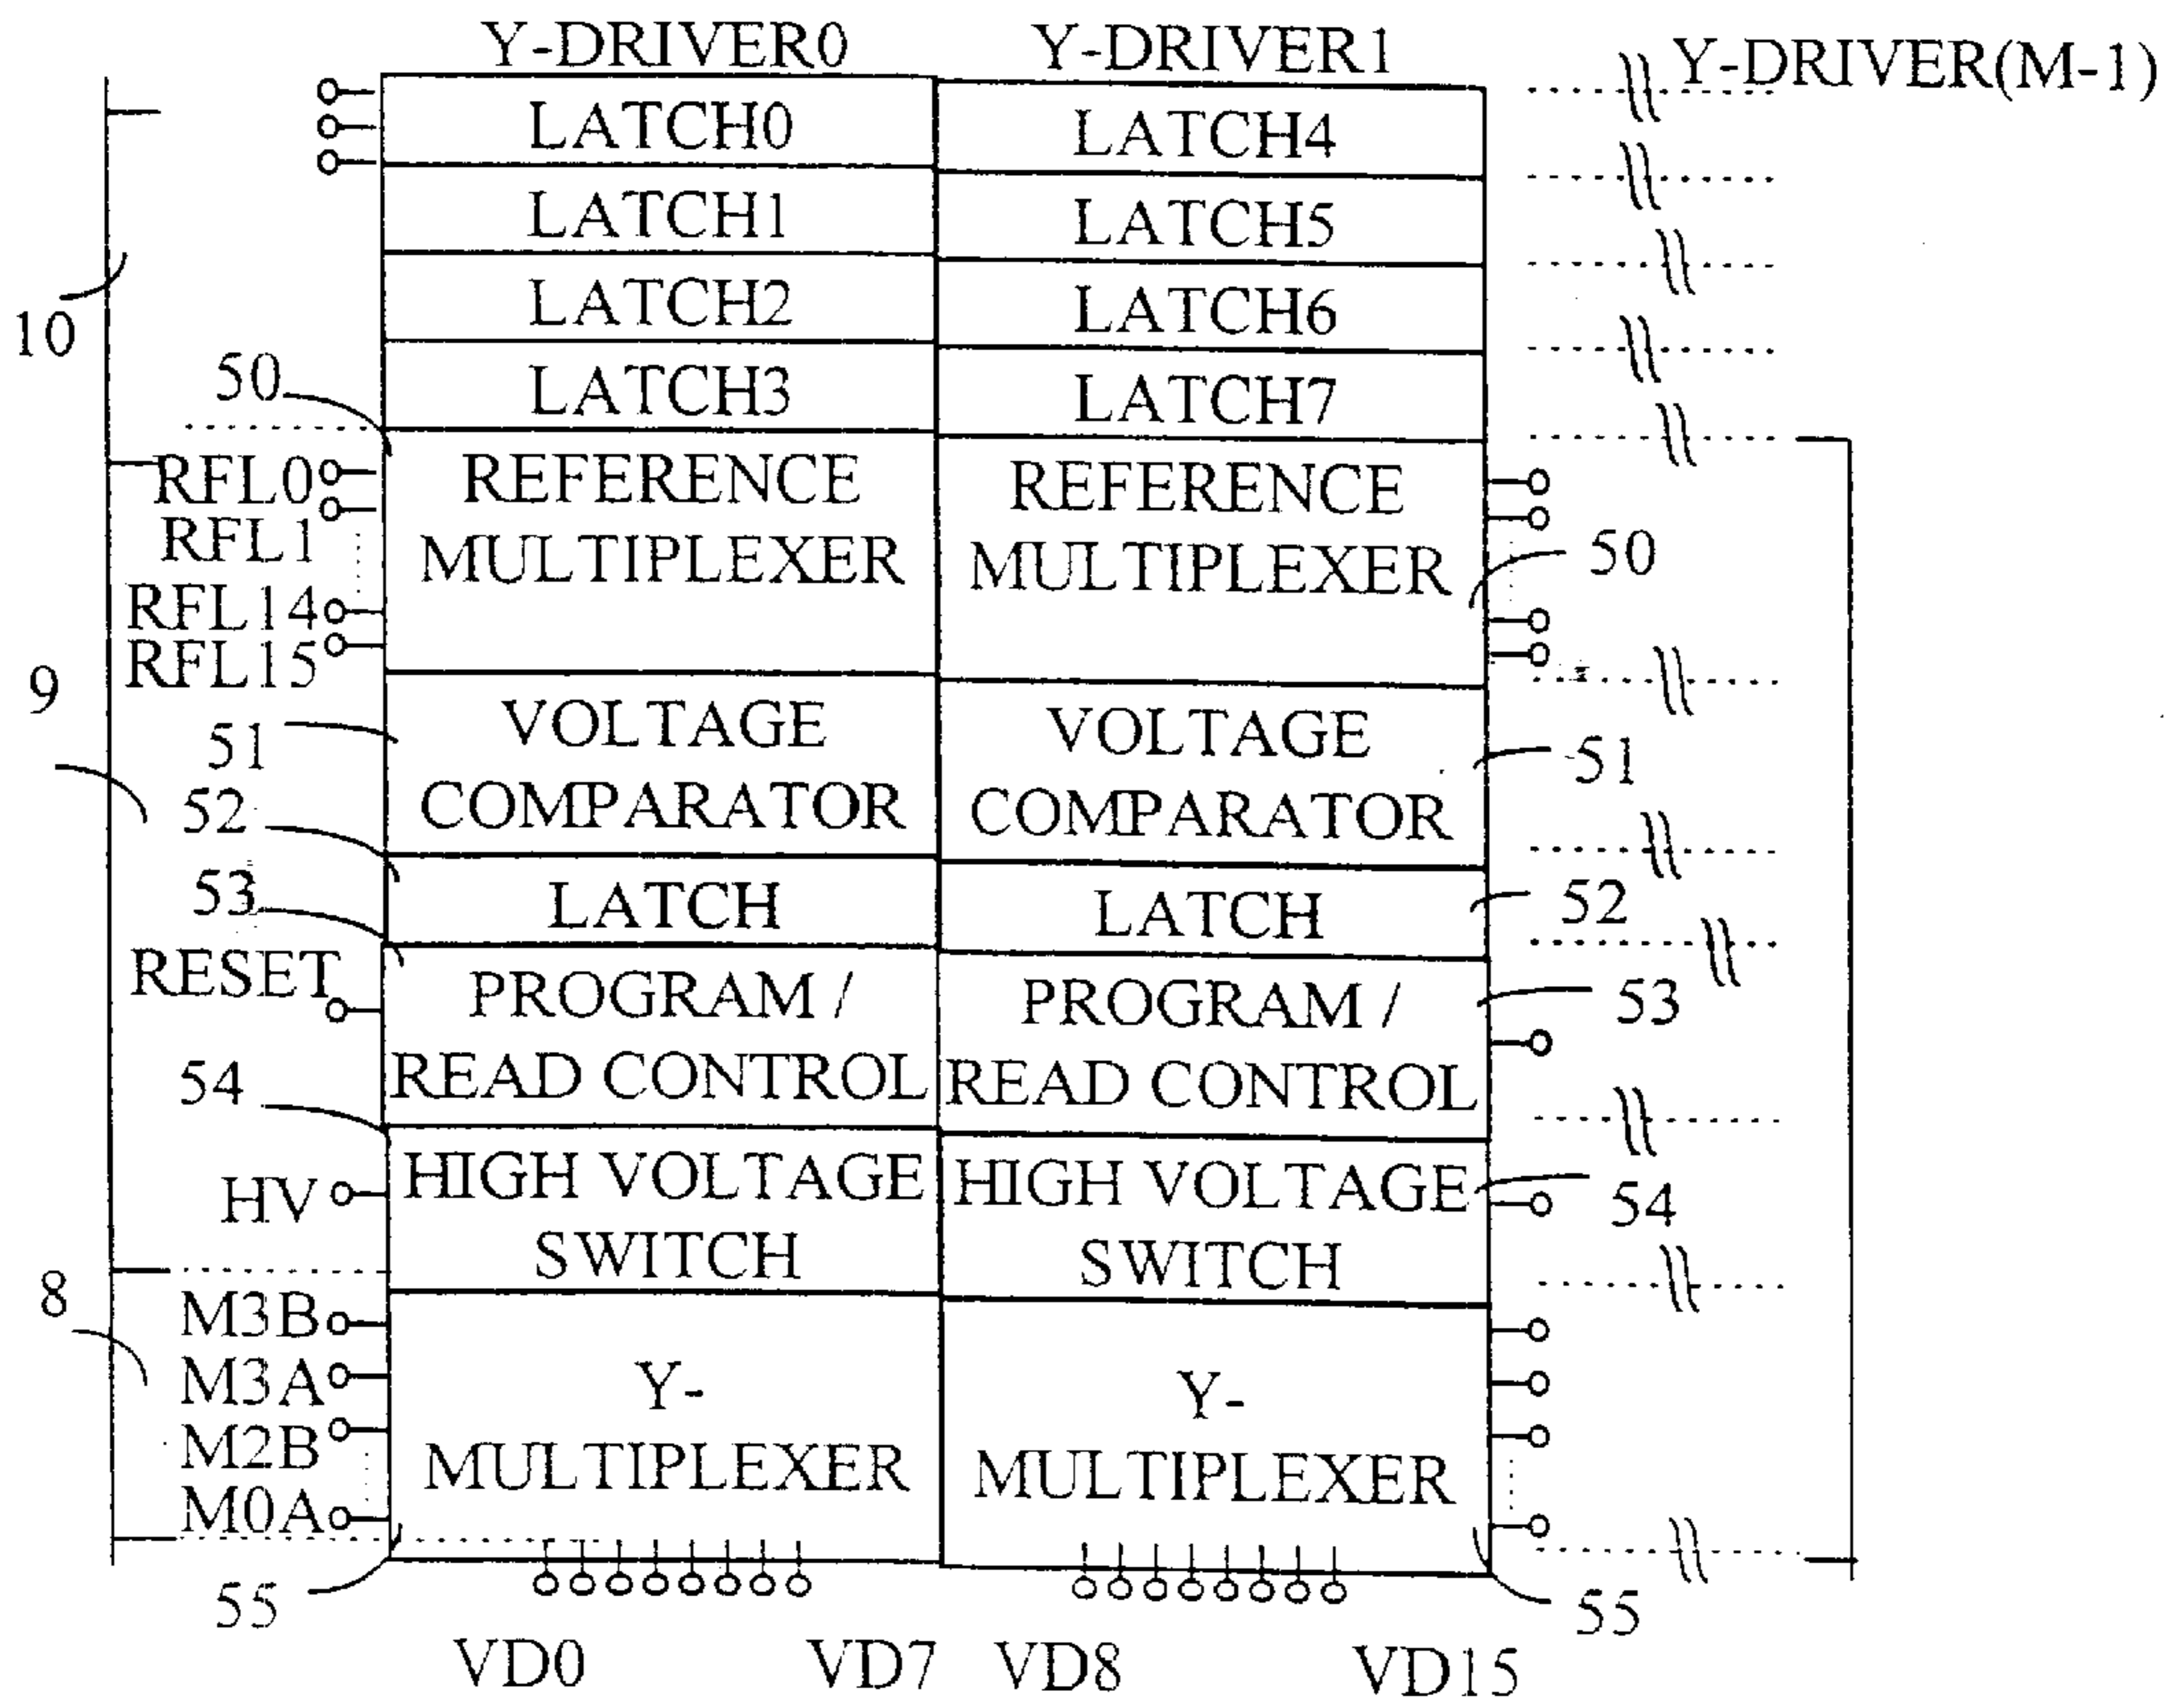 Y-DRIVER0
Y-DRIVER1
Y-DRIVER(M-1)
LATCH0
LATCH4
LATCH1
LATCH5
LATCH2
LATCH6
10
LATCH3
LATCH7
50
RFL0
RFL1
RFL14
RFL15
REFERENCE
MULTIPLEXER
REFERENCE
MULTIPLEXER
50
9
51
VOLTAGE
COMPARATOR
VOLTAGE
COMPARATOR
51
52
LATCH
LATCH
52
53
RESET
PROGRAM /
READ CONTROL
PROGRAM /
READ CONTROL
53
54
HV
HIGH VOLTAGE
SWITCH
HIGH VOLTAGE
SWITCH
54
8
M3B
M3A
M2B
M0A
Y-
MULTIPLEXER
Y-
MULTIPLEXER
55
55
VD0
VD7
VD8
VD15